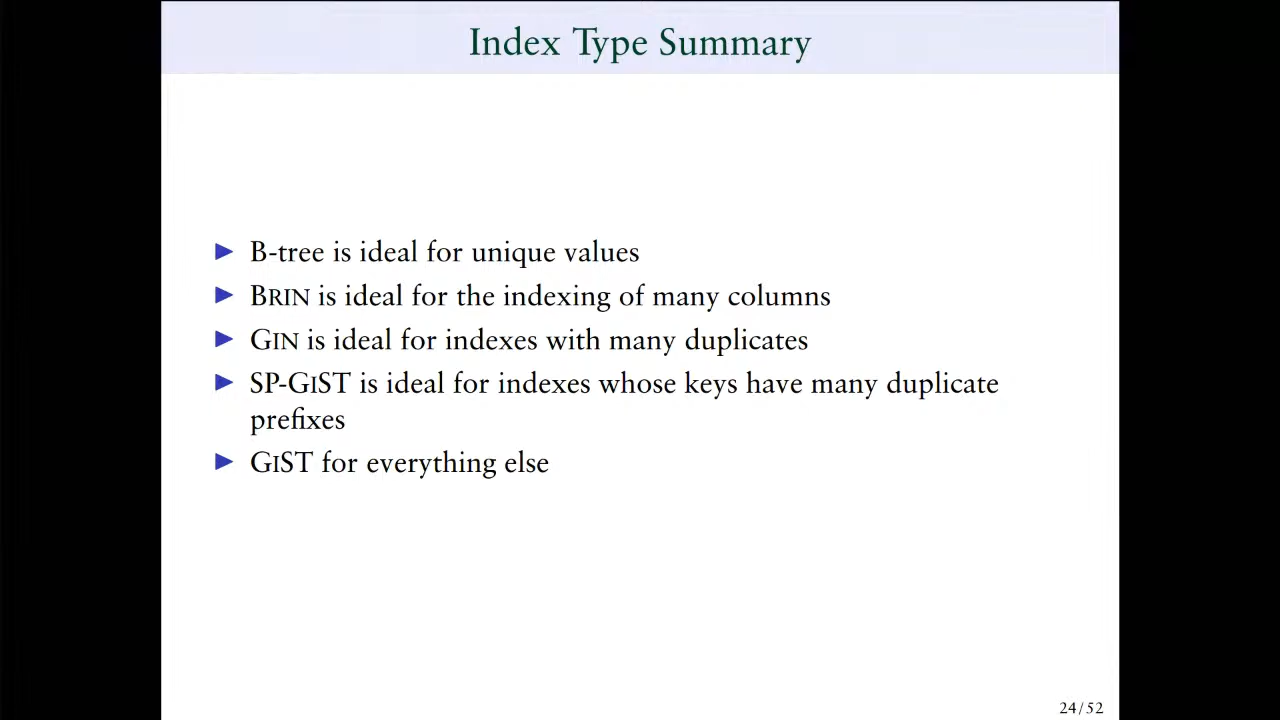 Index Type Summary
► B-tree is ideal for unique values
► BRIN is ideal for the indexing of many columns
► GIN is ideal for indexes with many duplicates
► SP-GIST is ideal for indexes whose keys have many duplicate
prefixes
► GIST for everything else
24/52